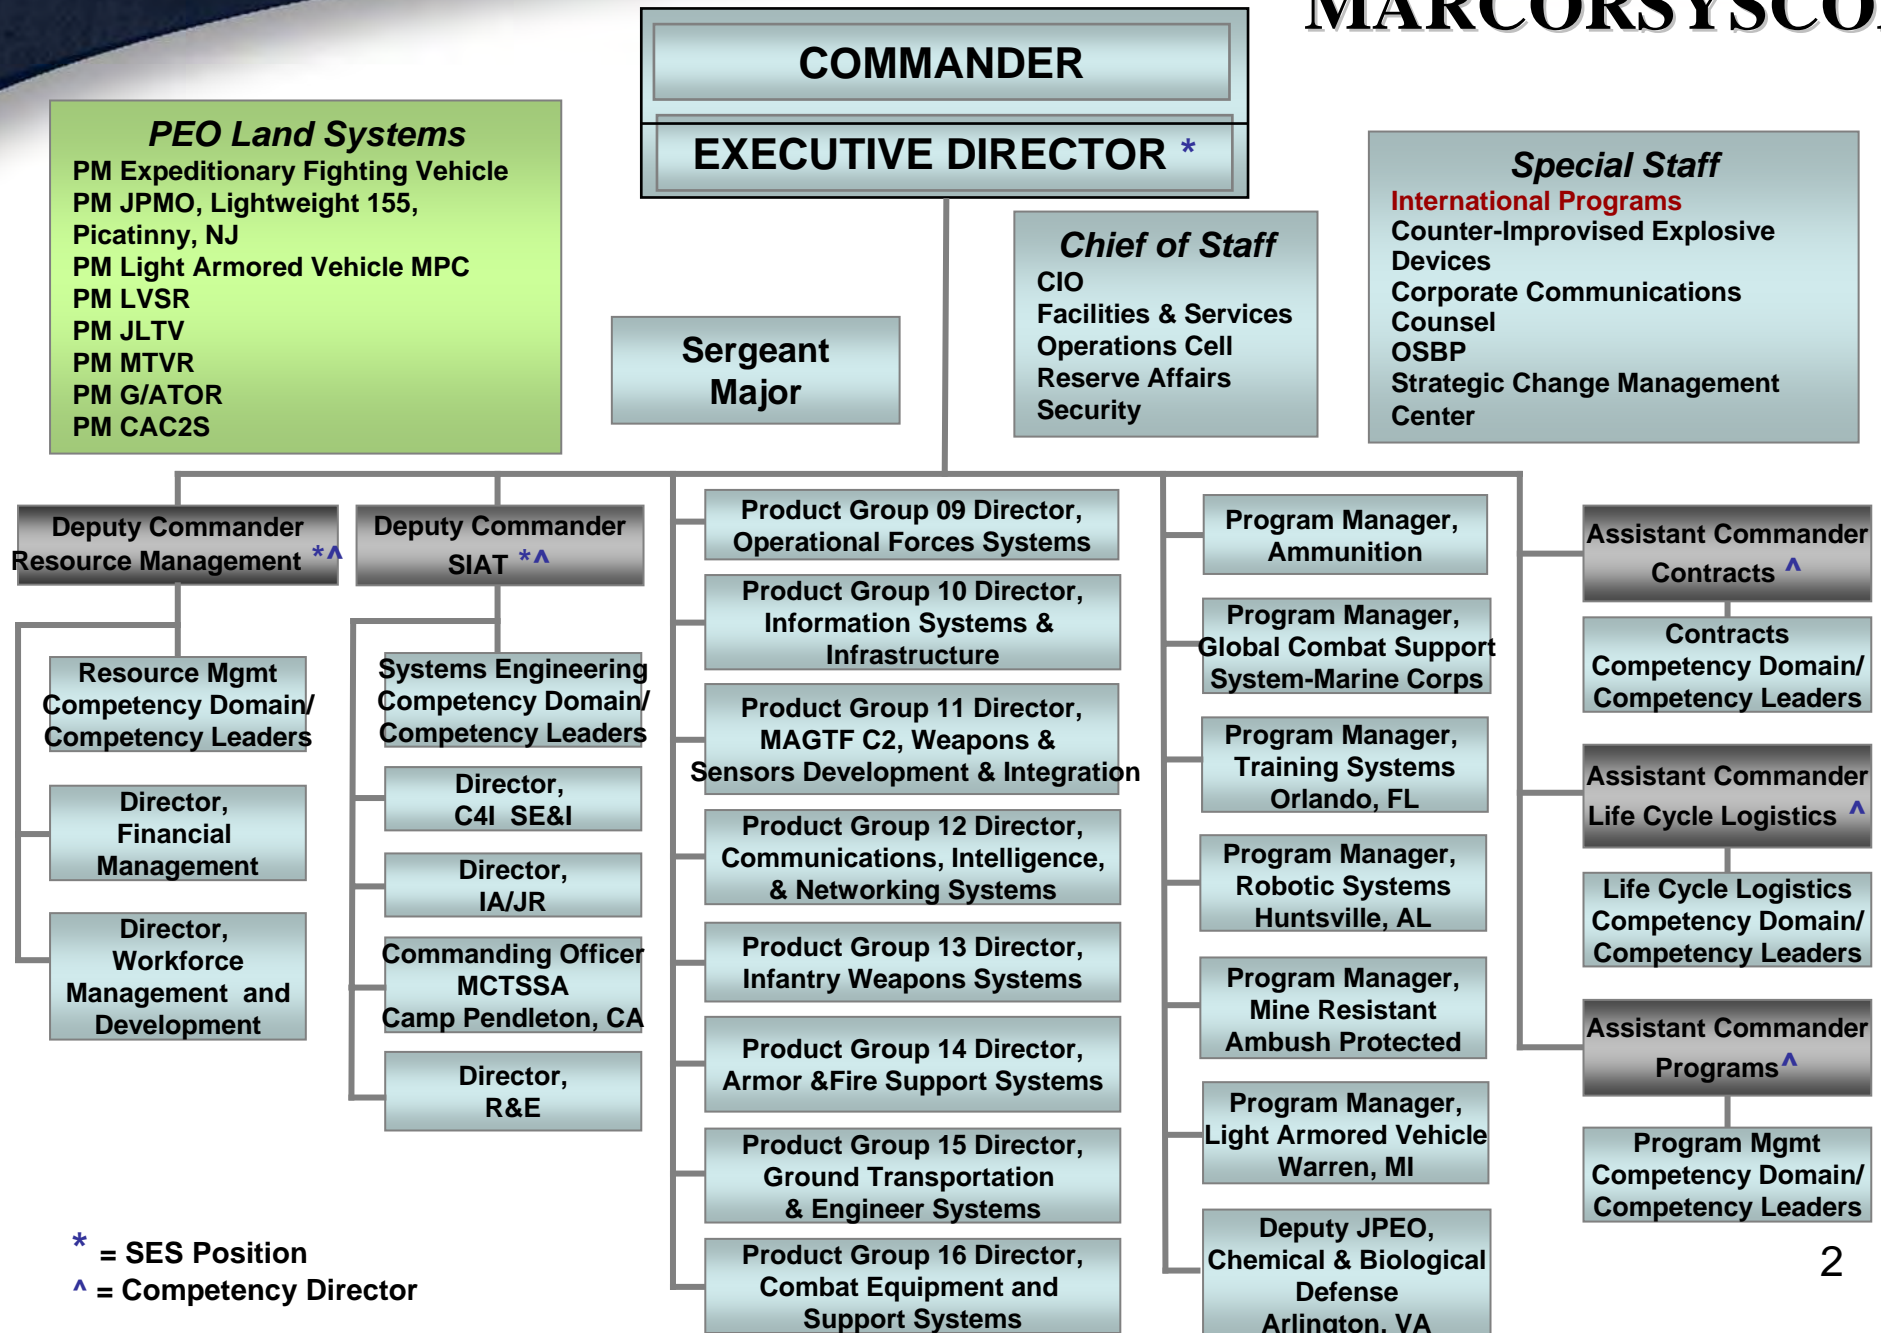 MARCORSYSCO
COMMANDER
EXECUTIVE DIRECTOR *
PEO Land Systems
PM Expeditionary Fighting Vehicle
PM JPMO, Lightweight 155,
Picatinny, NJ
PM Light Armored Vehicle MPC
PM LVSR
PM JLTV
PM MTVR
PM G/ATOR
PM CAC2S
Sergeant
Major
Chief of Staff
CIO
Facilities & Services
Operations Cell
Reserve Affairs
Security
Special Staff
International Programs
Counter-Improvised Explosive
Devices
Corporate Communications
Counsel
OSBP
Strategic Change Management
Center
Deputy Commander
Resource Management *^
Resource Mgmt
Competency Domain/
Competency Leaders
Director,
Financial
Management
Director,
Workforce
Management and
Development
Deputy Commander
SIAT *^
Systems Engineering
Competency Domain/
Competency Leaders
Director,
C4I SE&I
Director,
IA/JR
Commanding Officer
MCTSSA
Camp Pendleton, CA
Director,
R&E
Product Group 09 Director,
Operational Forces Systems
Product Group 10 Director,
Information Systems &
Infrastructure
Product Group 11 Director,
MAGTF C2, Weapons &
Sensors Development & Integration
Product Group 12 Director,
Communications, Intelligence,
& Networking Systems
Product Group 13 Director,
Infantry Weapons Systems
Product Group 14 Director,
Armor &Fire Support Systems
Product Group 15 Director,
Ground Transportation
& Engineer Systems
Product Group 16 Director,
Combat Equipment and
Support Systems
Program Manager,
Ammunition
Program Manager,
Global Combat Support
System-Marine Corps
Program Manager,
Training Systems
Orlando, FL
Program Manager,
Robotic Systems
Huntsville, AL
Program Manager,
Mine Resistant
Ambush Protected
Program Manager,
Light Armored Vehicle
Warren, MI
Deputy JPEO,
Chemical & Biological
Defense
Arlington, VA
Assistant Commander
Contracts ^
Contracts
Competency Domain/
Competency Leaders
Assistant Commander
Life Cycle Logistics ^
Life Cycle Logistics
Competency Domain/
Competency Leaders
Assistant Commander
Programs^
Program Mgmt
Competency Domain/
Competency Leaders
* = SES Position
^ = Competency Director
2